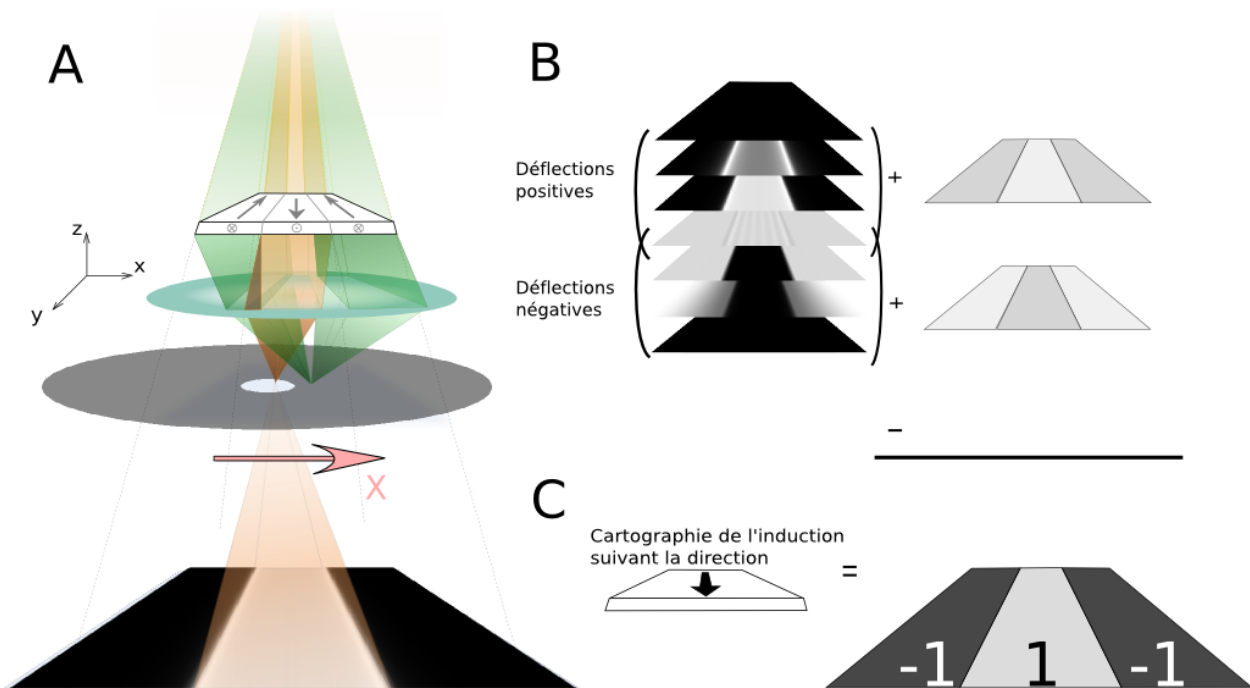 A
z
x
y
X
B
Déflections
positives
+
Déflections
négatives
+
–
C
Cartographie de l'induction
suivant la direction
=
-1 1 -1